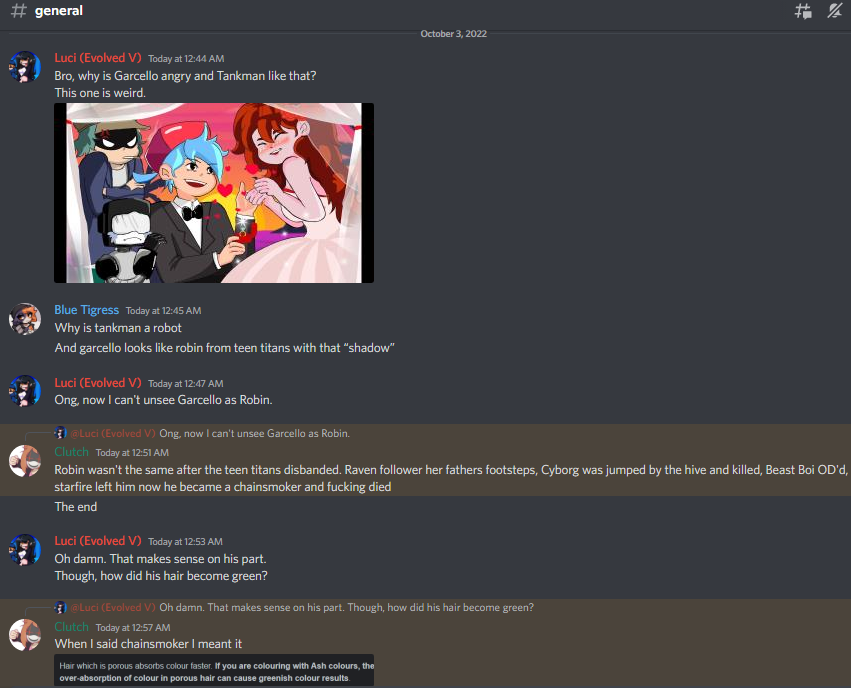 general
October 3, 2022
Luci (Evolved V) Today at 12:44 AM
Bro, why is Garcello angry and Tankman like that?
This one is weird.
Blue Tigress Today at 12:45 AM
Why is tankman a robot
And garcello looks like robin from teen titans with that “shadow”
Luci (Evolved V) Today at 12:47 AM
Ong, now I can't unsee Garcello as Robin.
@Luci (Evolved V) Ong, now I can't unsee Garcello as Robin.
Clutch Today at 12:51 AM
Robin wasn't the same after the teen titans disbanded. Raven follower her fathers footsteps, Cyborg was jumped by the hive and killed, Beast Boi OD'd,
starfire left him now he became a chainsmoker and fucking died
The end
Luci (Evolved V) Today at 12:53 AM
Oh damn. That makes sense on his part.
Though, how did his hair become green?
@Luci (Evolved V) Oh damn. That makes sense on his part. Though, how did his hair become green?
Clutch Today at 12:57 AM
When I said chainsmoker I meant it
Hair which is porous absorbs colour faster. If you are colouring with Ash colours, the
over-absorption of colour in porous hair can cause greenish colour results.